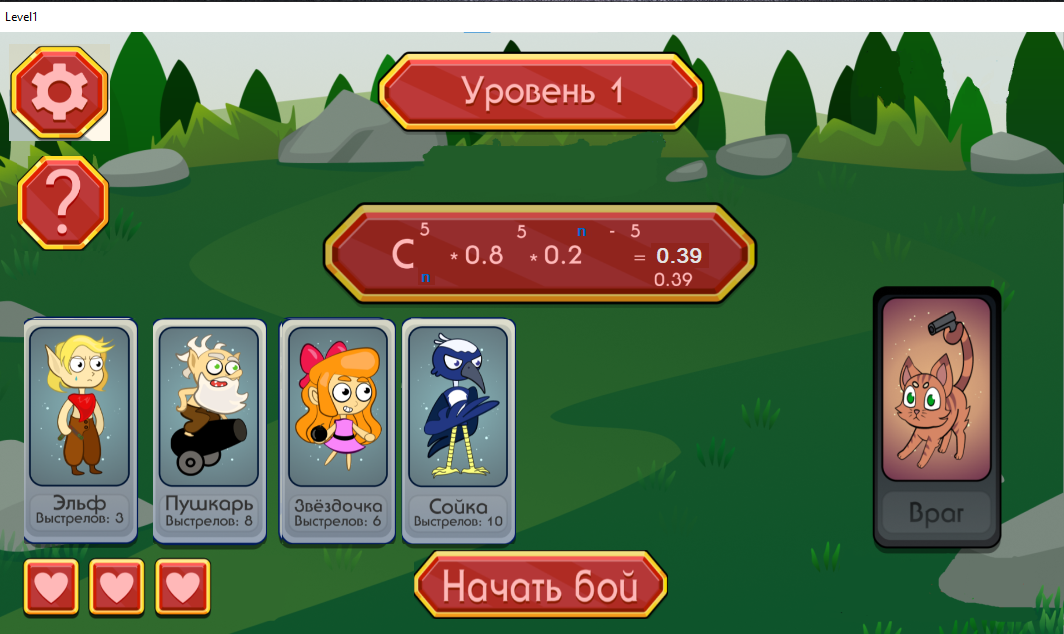 Level1
Уровень 1
?
C 5 n * 0.8 5 * 0.2 n - 5 = 0.39
0.39
Эльф
Выстрелов: 3
Пушкарь
Выстрелов: 8
Звёздочка
Выстрелов: 6
Сойка
Выстрелов: 10
Враг
Начать бой